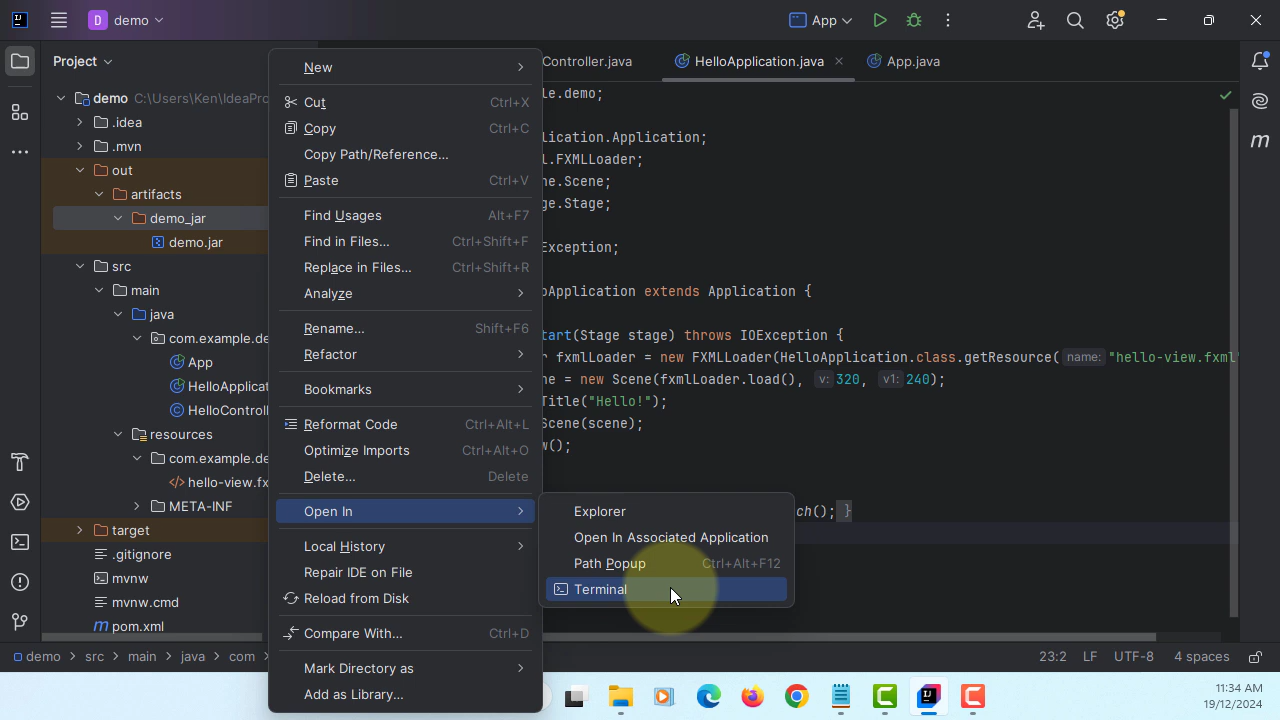 IJ
D demo
App
Project
Controller.java
HelloApplication.java
App.java
demo C:\Users\Ken\IdeaPro
.idea
.mvn
out
artifacts
demo_jar
demo.jar
src
main
java
com.example.de
App
HelloApplicat
HelloControll
resources
com.example.de
hello-view.fx
META-INF
target
.gitignore
mvnw
mvnw.cmd
m pom.xml
New
Cut Ctrl+X
Copy Ctrl+C
Copy Path/Reference...
Paste Ctrl+V
Find Usages Alt+F7
Find in Files... Ctrl+Shift+F
Replace in Files... Ctrl+Shift+R
Analyze
Rename... Shift+F6
Refactor
Bookmarks
Reformat Code Ctrl+Alt+L
Optimize Imports Ctrl+Alt+O
Delete... Delete
Open In
Local History
Repair IDE on File
Reload from Disk
Compare With... Ctrl+D
Mark Directory as
Add as Library...
Explorer
Open In Associated Application
Path Popup Ctrl+Alt+F12
Terminal
le.demo;
lication.Application;
l.FXMLLoader;
ne.Scene;
ge.Stage;
Exception;
oApplication extends Application {
tart(Stage stage) throws IOException {
r fxmlLoader = new FXMLLoader(HelloApplication.class.getResource( name: "hello-view.fxml"
ne = new Scene(fxmlLoader.load(), v: 320, v1: 240);
Title("Hello!");
Scene(scene);
w();
ch(); }
m
demo > src > main > java > com >
23:2 LF UTF-8 4 spaces
11:34 AM
19/12/2024